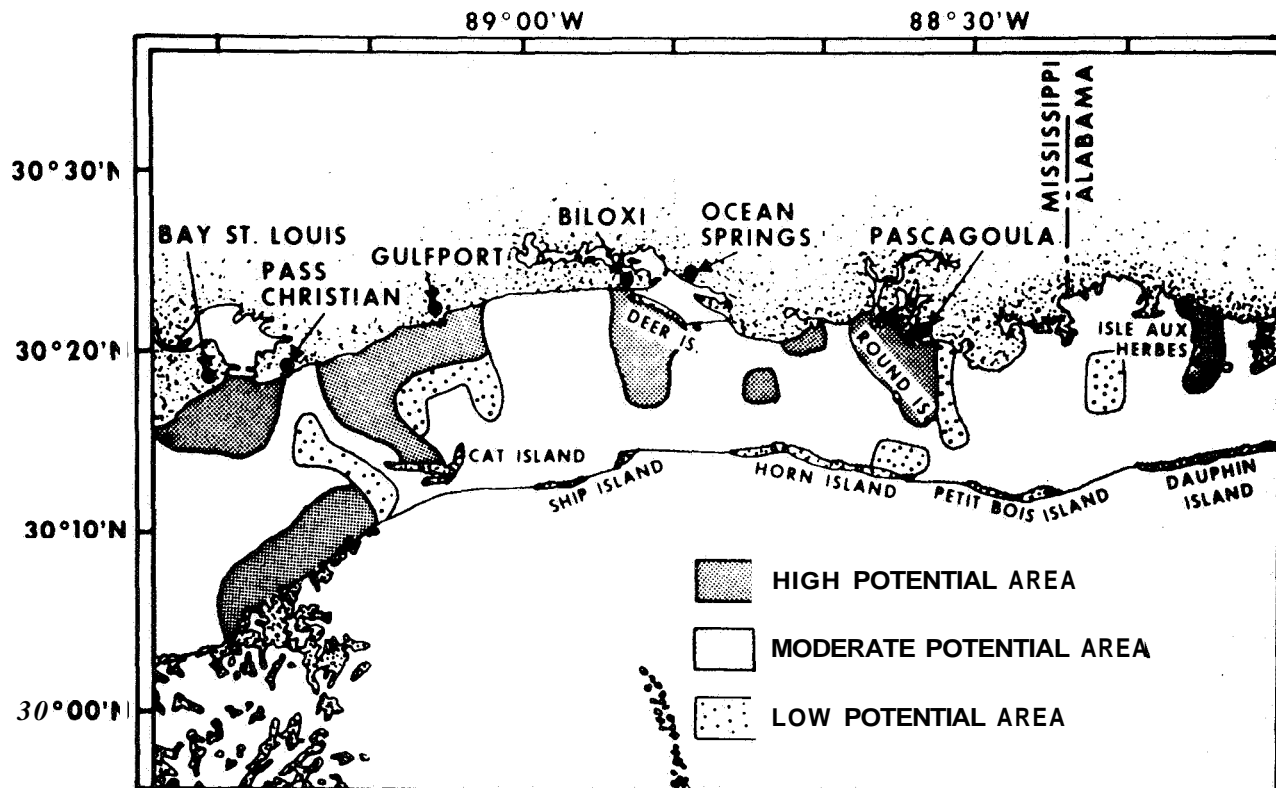 89°00'W
88°30'W
MISSISSIPPI
ALABAMA
30°30'N
BILOXI
OCEAN
SPRINGS
BAY ST. LOUIS
GULFPORT
PASCAGOULA
PASS
CHRISTIAN
DEER IS.
ISLE AUX
HERBES
30°20'N
ROUND IS
CAT ISLAND
SHIP ISLAND
HORN ISLAND
PETIT BOIS ISLAND
DAUPHIN
ISLAND
30°10'N
HIGH POTENTIAL AREA
MODERATE POTENTIAL AREA
LOW POTENTIAL AREA
30°00'N